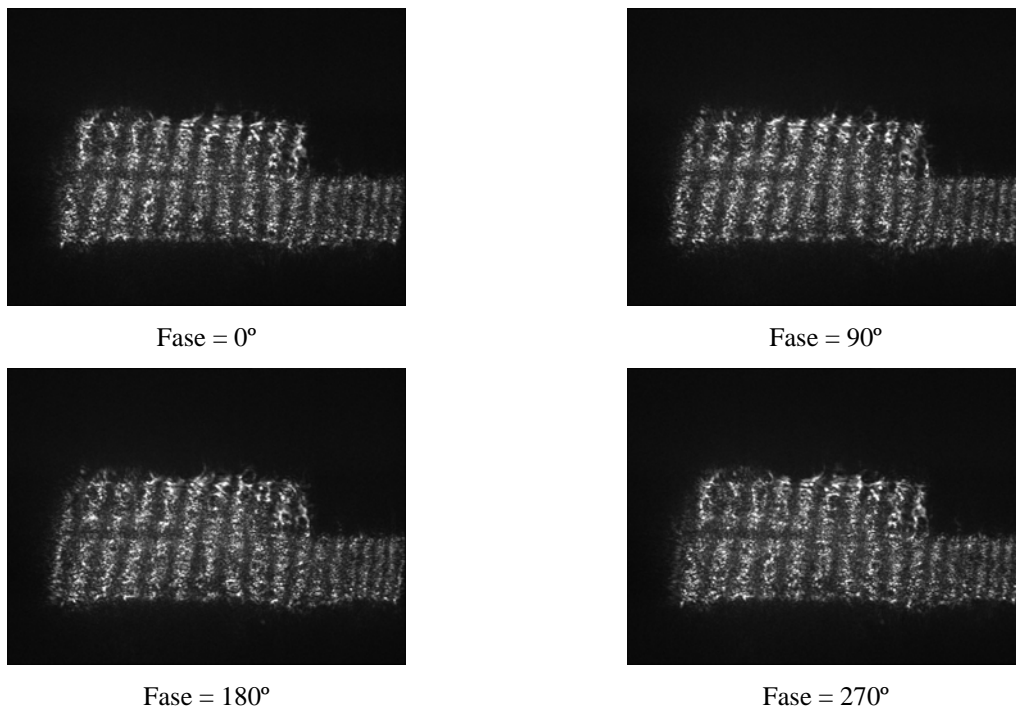 Fase = 0º
Fase = 90º
Fase = 180º
Fase = 270º